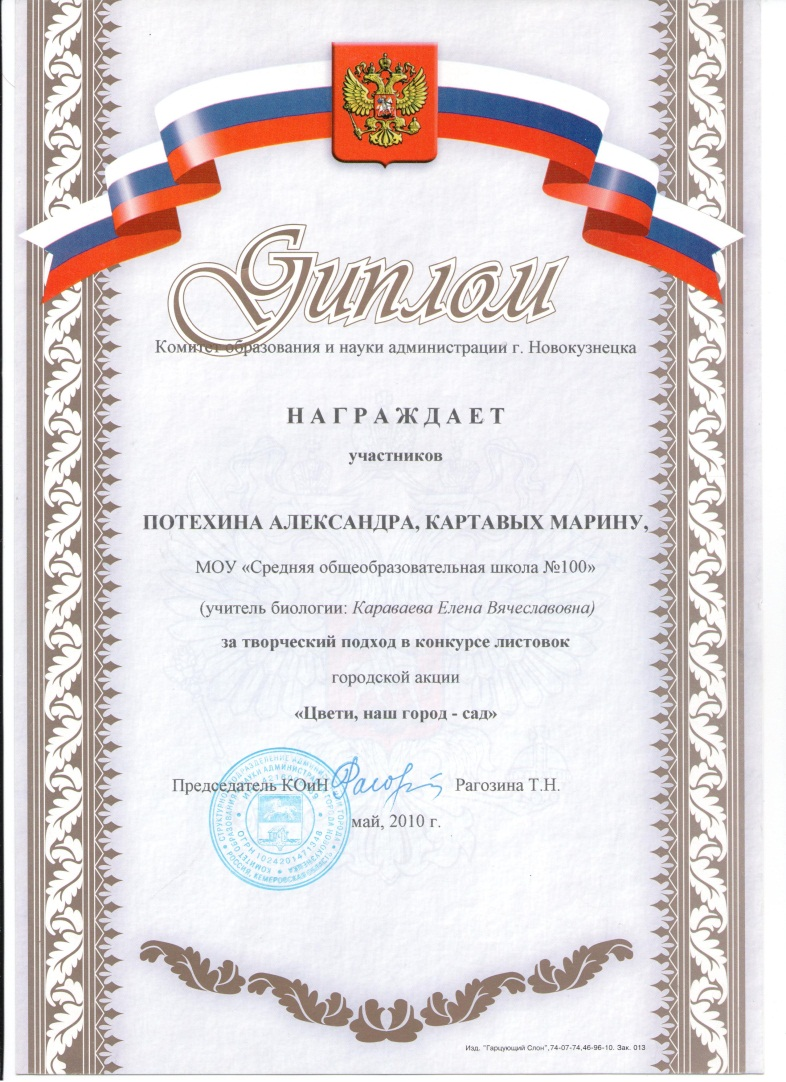 Диплом
Комитет образования и науки администрации г. Новокузнецка
НАГРАЖДАЕТ
участников
ПОТЕХИНА АЛЕКСАНДРА, КАРТАВЫХ МАРИНУ,
МОУ «Средняя общеобразовательная школа №100»
(учитель биологии: Караваева Елена Вячеславовна)
за творческий подход в конкурсе листовок
городской акции
«Цвети, наш город - сад»
Председатель КОиН Рагозина Т.Н.
май, 2010 г.
Изд. "Гарцующий Слон", 74-07-74,46-96-10. Зак. 013